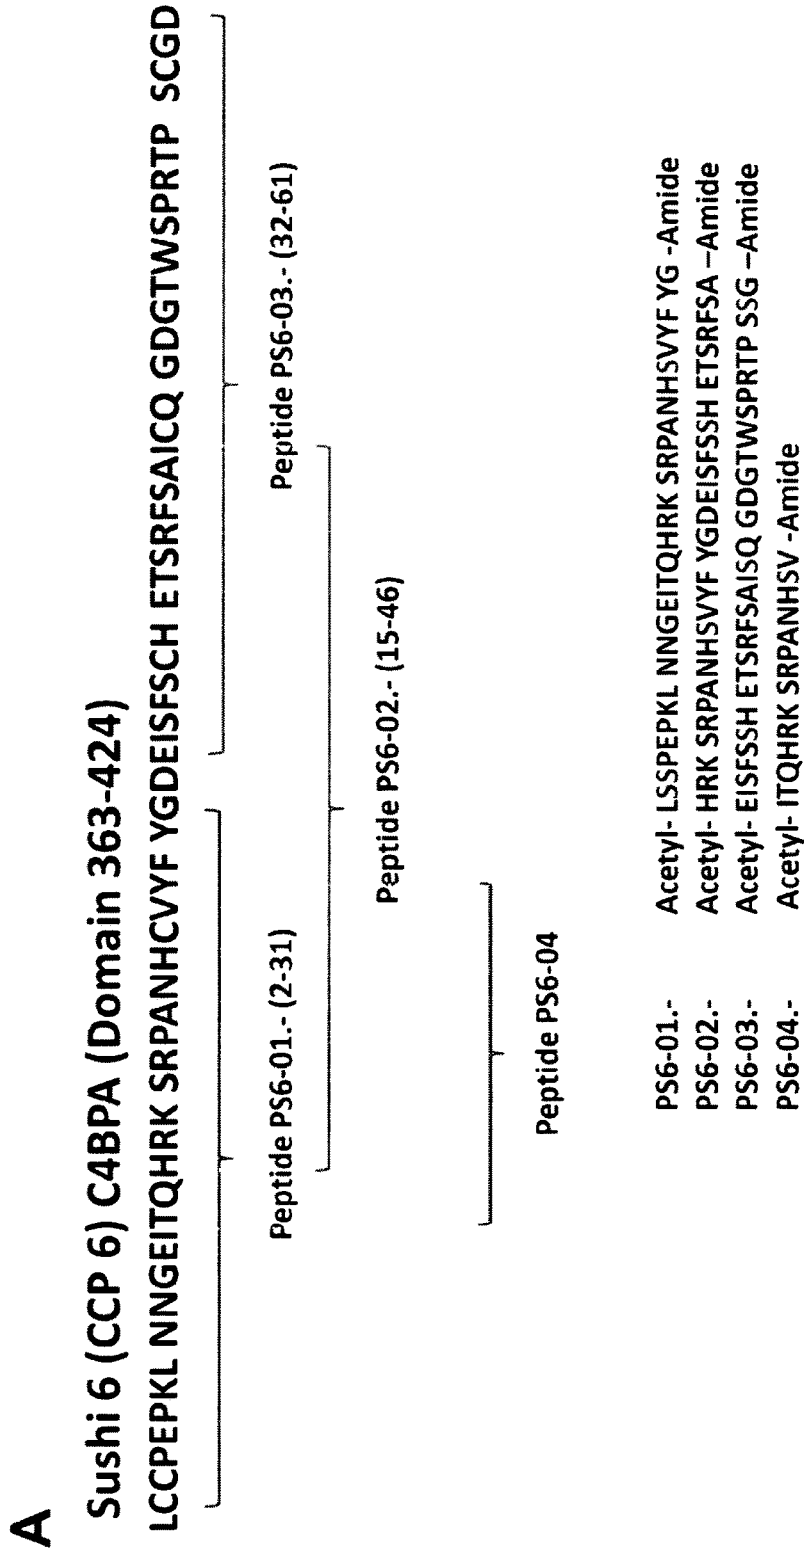 A
Sushi 6 (CCP 6) C4BPA (Domain 363-424)
LCCPEPKL NNGEITQHRK SRPANHCVYF YGDEISFSCH ETSRFSAICQ GDGTWSPRTP SCGD
Peptide PS6-01.- (2-31)
Peptide PS6-03.- (32-61)
Peptide PS6-02.- (15-46)
Peptide PS6-04
PS6-01.- Acetyl- LSSPEPKL NNGEITQHRK SRPANHSVYF YG -Amide
PS6-02.- Acetyl- HRK SRPANHSVYF YGDEISFSSH ETSRFSA –Amide
PS6-03.- Acetyl- EISFSSH ETSRFSAISQ GDGTWSPRTP SSG –Amide
PS6-04.- Acetyl- ITQHRK SRPANHSV -Amide